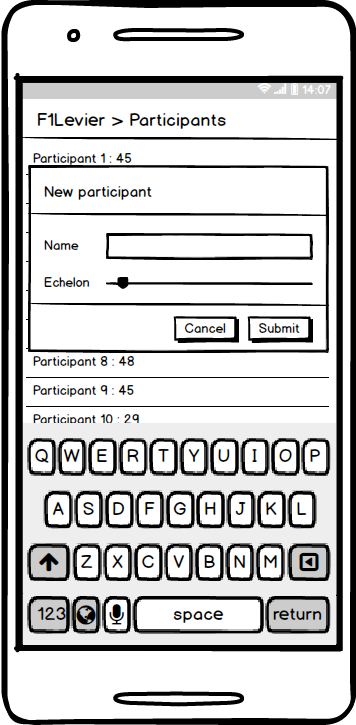 14:07
F1Levier > Participants
Participant 1 : 45
New participant
Name
Echelon
Cancel Submit
Participant 8 : 48
Participant 9 : 45
Participant 10 : 29
Q W E R T Y U I O P
A S D F G H J K L
Z X C V B N M
123 space return